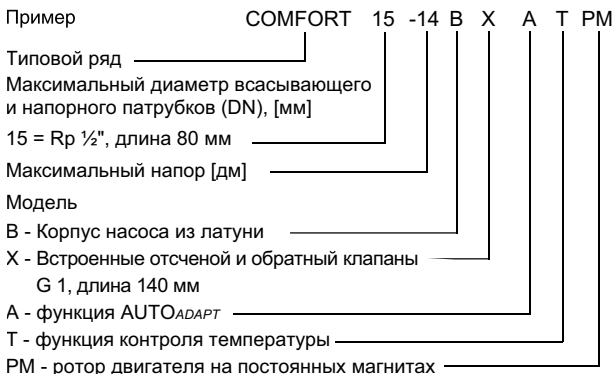 Пример COMFORT 15 -14 B X A T PM
Типовой ряд
Максимальный диаметр всасывающего
и напорного патрубков (DN), [мм]
15 = Rp ½", длина 80 мм
Максимальный напор [дм]
Модель
B - Корпус насоса из латуни
X - Встроенные отсченой и обратный клапаны
G 1, длина 140 мм
A - функция AUTOADAPT
T - функция контроля температуры
PM - ротор двигателя на постоянных магнитах